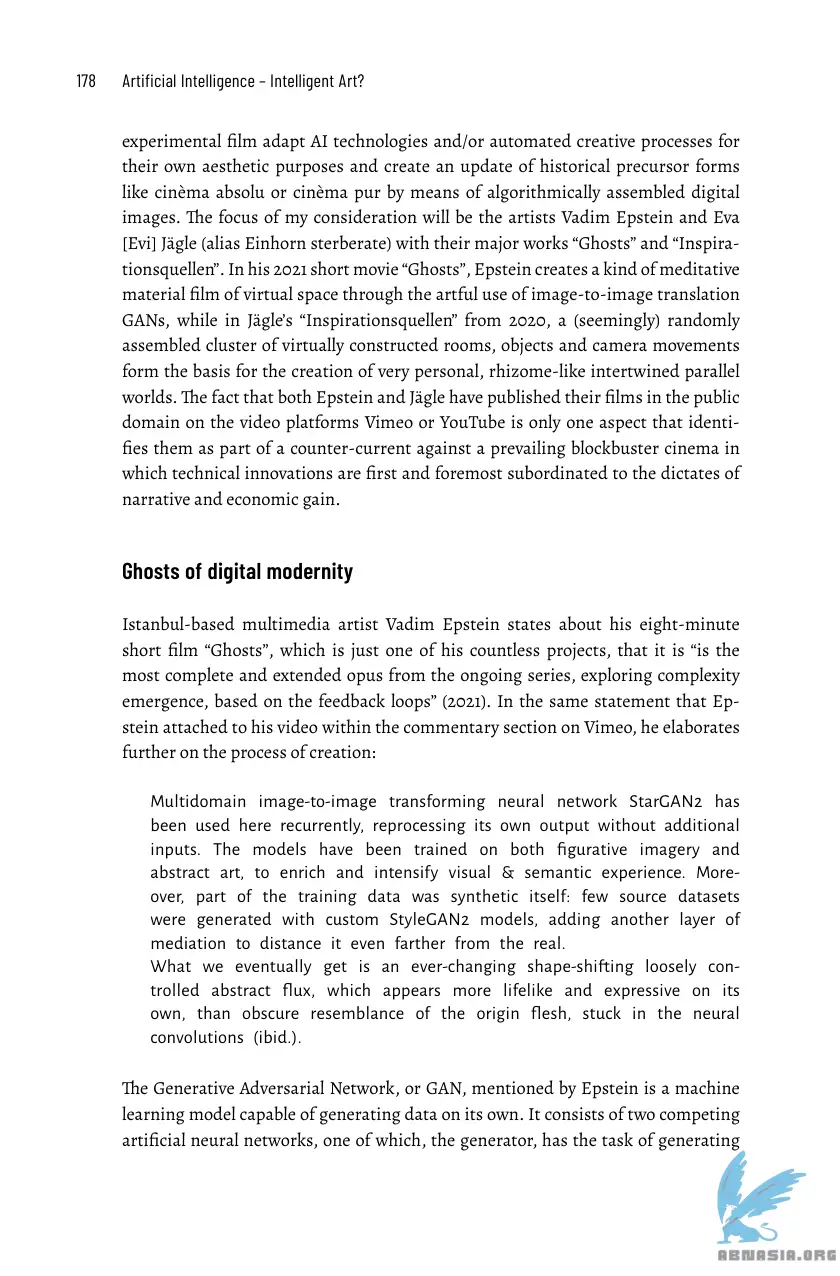 178 Artificial Intelligence – Intelligent Art?
experimental film adapt AI technologies and/or automated creative processes for
their own aesthetic purposes and create an update of historical precursor forms
like cinèma absolu or cinèma pur by means of algorithmically assembled digital
images. The focus of my consideration will be the artists Vadim Epstein and Eva
[Evi] Jägle (alias Einhorn sterberate) with their major works “Ghosts” and “Inspira-
tionsquellen”. In his 2021 short movie “Ghosts”, Epstein creates a kind of meditative
material film of virtual space through the artful use of image-to-image translation
GANs, while in Jägle’s “Inspirationsquellen” from 2020, a (seemingly) randomly
assembled cluster of virtually constructed rooms, objects and camera movements
form the basis for the creation of very personal, rhizome-like intertwined parallel
worlds. The fact that both Epstein and Jägle have published their films in the public
domain on the video platforms Vimeo or YouTube is only one aspect that identi-
fies them as part of a counter-current against a prevailing blockbuster cinema in
which technical innovations are first and foremost subordinated to the dictates of
narrative and economic gain.
Ghosts of digital modernity
Istanbul-based multimedia artist Vadim Epstein states about his eight-minute
short film “Ghosts”, which is just one of his countless projects, that it is “is the
most complete and extended opus from the ongoing series, exploring complexity
emergence, based on the feedback loops” (2021). In the same statement that Ep-
stein attached to his video within the commentary section on Vimeo, he elaborates
further on the process of creation:
Multidomain image-to-image transforming neural network StarGAN2 has
been used here recurrently, reprocessing its own output without additional
inputs. The models have been trained on both figurative imagery and
abstract art, to enrich and intensify visual & semantic experience. More-
over, part of the training data was synthetic itself: few source datasets
were generated with custom StyleGAN2 models, adding another layer of
mediation to distance it even farther from the real.
What we eventually get is an ever-changing shape-shifting loosely con-
trolled abstract flux, which appears more lifelike and expressive on its
own, than obscure resemblance of the origin flesh, stuck in the neural
convolutions (ibid.).
The Generative Adversarial Network, or GAN, mentioned by Epstein is a machine
learning model capable of generating data on its own. It consists of two competing
artificial neural networks, one of which, the generator, has the task of generating
ABNASIA.ORG